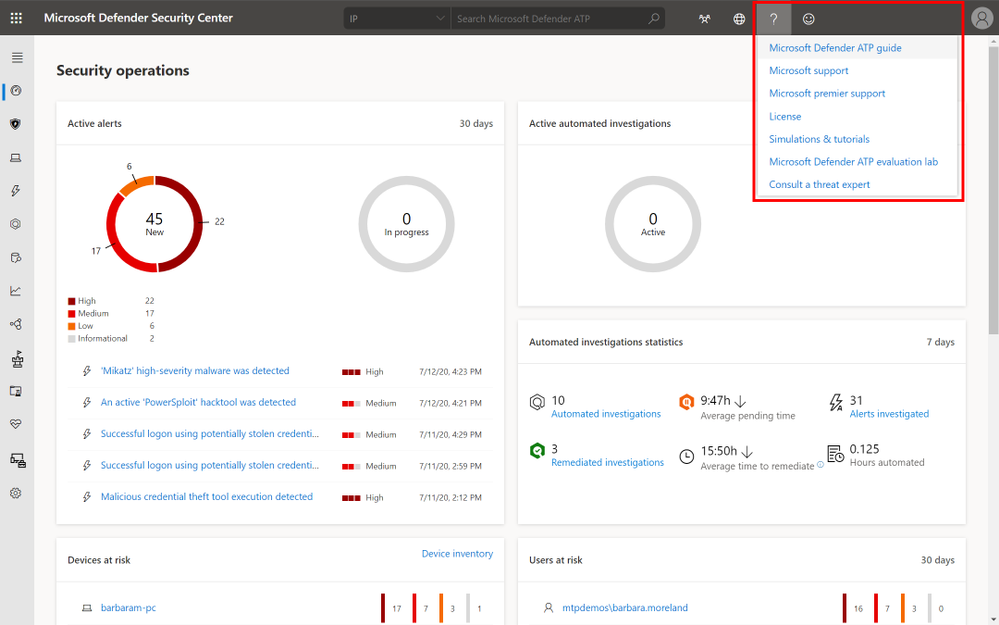 Microsoft Defender Security Center
IP
Search Microsoft Defender ATP
?
Microsoft Defender ATP guide
Microsoft support
Microsoft premier support
License
Simulations & tutorials
Microsoft Defender ATP evaluation lab
Consult a threat expert
Security operations
Active alerts
30 days
6
45
New
22
17
0
In progress
High 22
Medium 17
Low 6
Informational 2
'Mikatz' high-severity malware was detected High 7/12/20, 4:23 PM
An active 'PowerSploit' hacktool was detected Medium 7/12/20, 4:21 PM
Successful logon using potentially stolen credenti... Medium 7/11/20, 4:29 PM
Successful logon using potentially stolen credenti... Medium 7/11/20, 2:59 PM
Malicious credential theft tool execution detected High 7/11/20, 2:12 PM
Active automated investigations
0
Active
Automated investigations statistics
7 days
10
Automated investigations
9:47h
Average pending time
31
Alerts investigated
3
Remediated investigations
15:50h
Average time to remediate
0.125
Hours automated
Devices at risk
Device inventory
barbaram-pc 17 7 3 1
Users at risk
30 days
mtpdemos\barbara.moreland 16 7 3 0